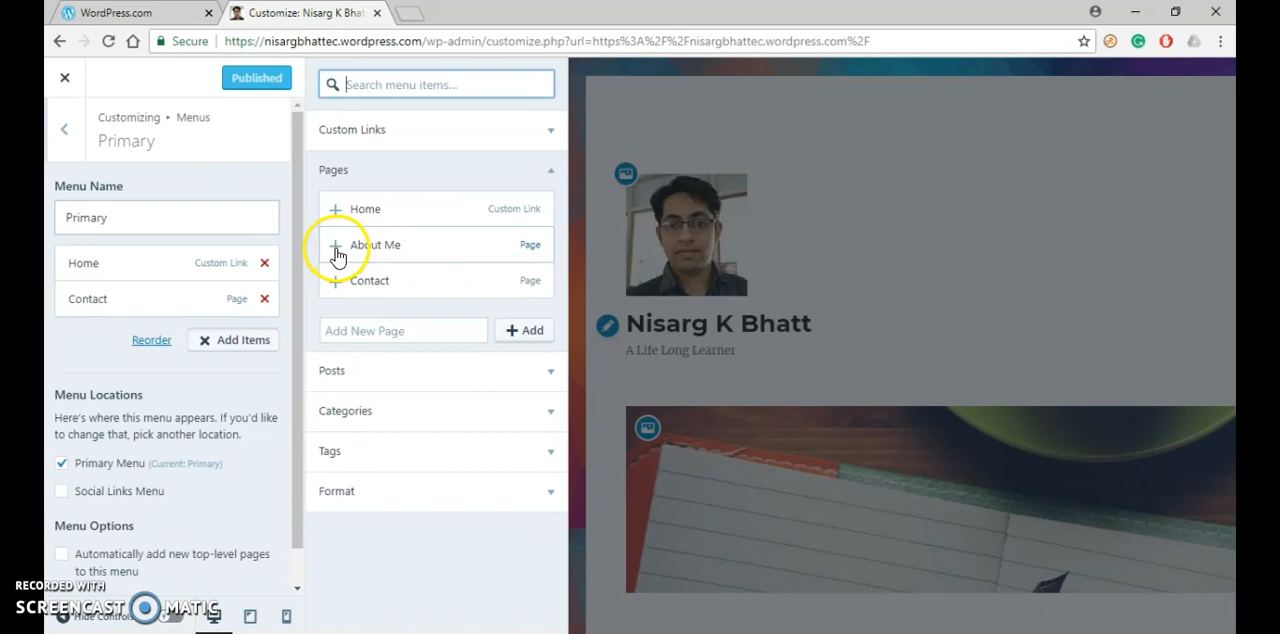 WordPress.com
Customize: Nisarg K Bhat
Secure
https://nisargbhattec.wordpress.com/wp-admin/customize.php?url=https%3A%2F%2Fnisargbhattec.wordpress.com%2F
Published
Customizing ▸ Menus
Primary
Menu Name
Primary
Home Custom Link
Contact Page
Reorder
Add Items
Menu Locations
Here's where this menu appears. If you'd like
to change that, pick another location.
Primary Menu (Current: Primary)
Social Links Menu
Menu Options
Automatically add new top-level pages
to this menu
Hide Controls
RECORDED WITH
SCREENCAST MATIC
Search menu items...
Custom Links
Pages
Home Custom Link
About Me Page
Contact Page
Add New Page
Add
Posts
Categories
Tags
Format
Nisarg K Bhatt
A Life Long Learner